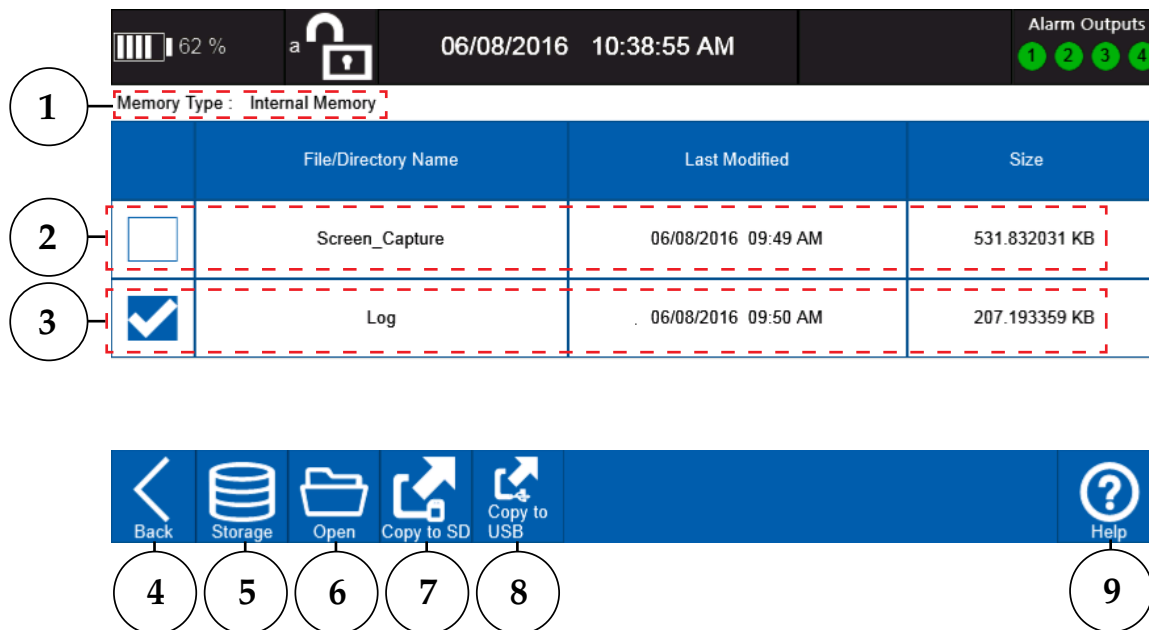 62 % a 06/08/2016 10:38:55 AM Alarm Outputs
1 2 3 4
1 Memory Type : Internal Memory
File/Directory Name Last Modified Size
2 Screen_Capture 06/08/2016 09:49 AM 531.832031 KB
3 Log . 06/08/2016 09:50 AM 207.193359 KB
Back Storage Open Copy to SD Copy to
USB Help
4 5 6 7 8 9